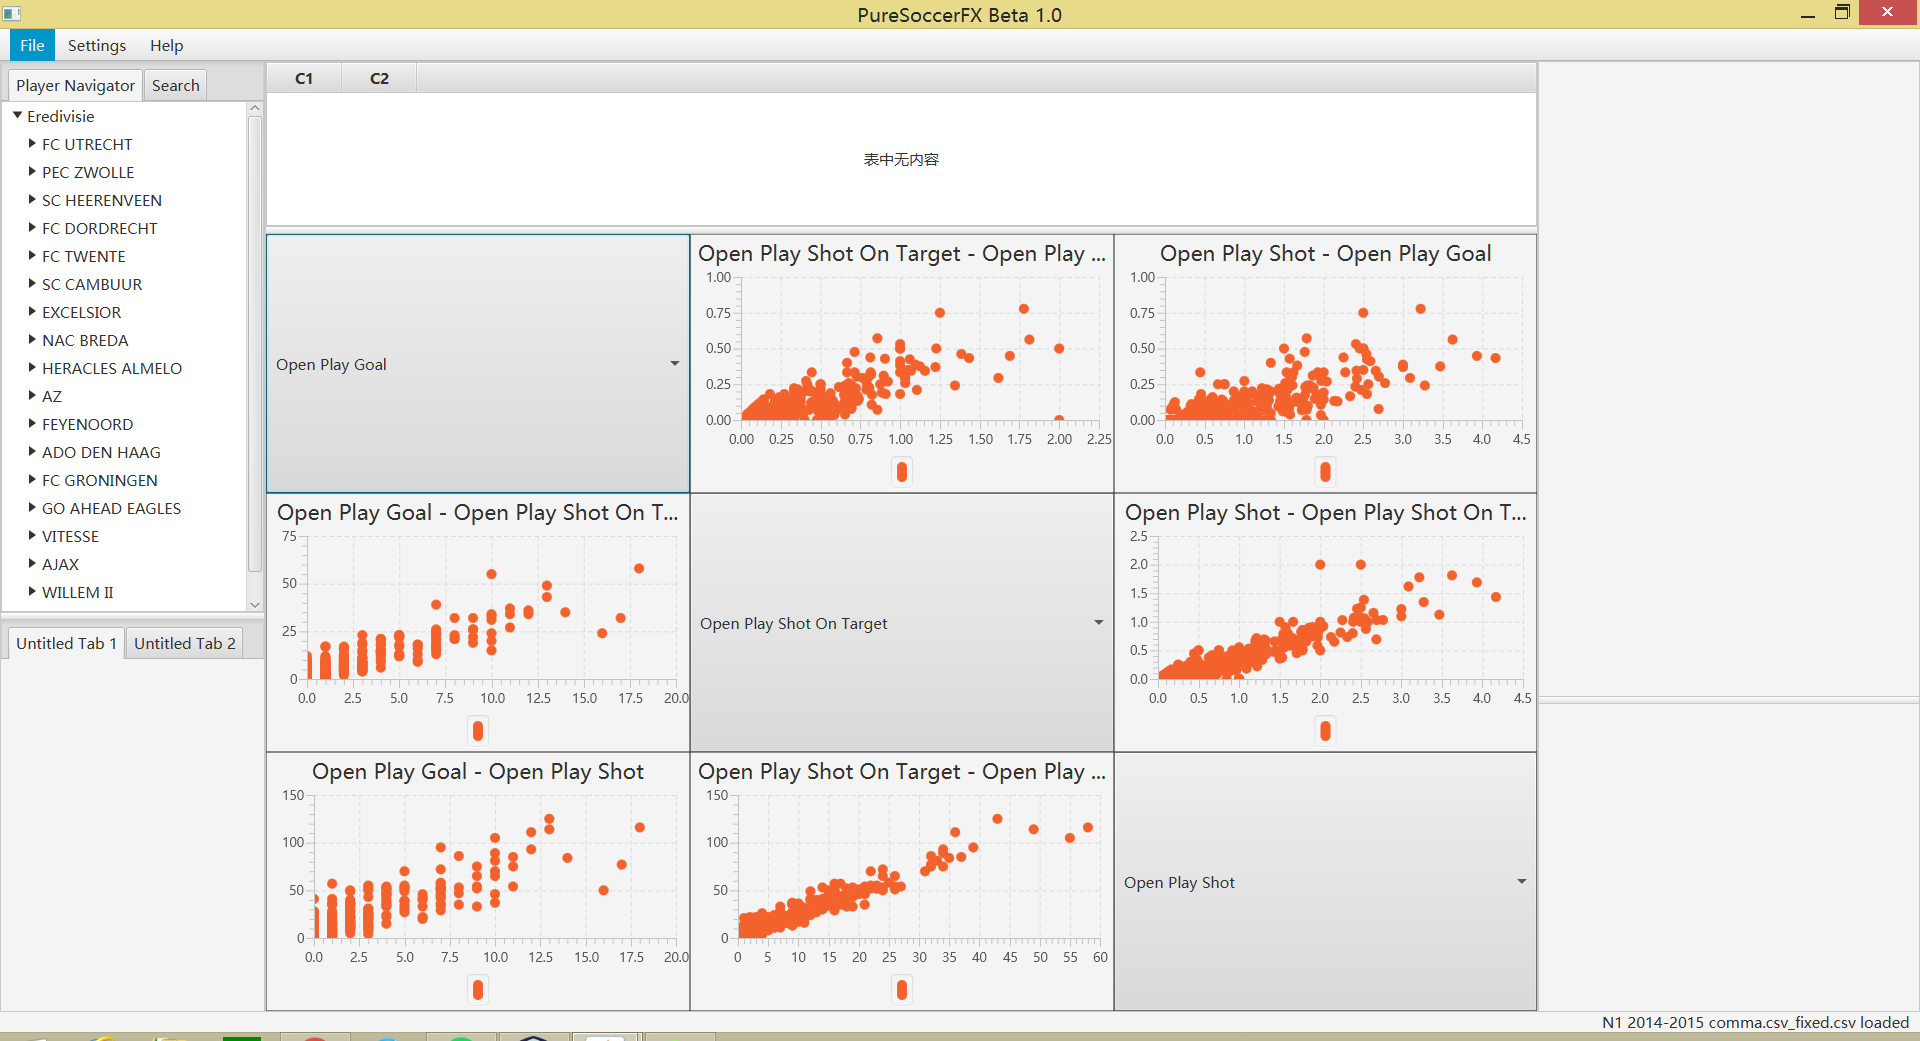 PureSoccerFX Beta 1.0
File Settings Help
Player Navigator Search
Eredivisie
FC UTRECHT
PEC ZWOLLE
SC HEERENVEEN
FC DORDRECHT
FC TWENTE
SC CAMBUUR
EXCELSIOR
NAC BREDA
HERACLES ALMELO
AZ
FEYENOORD
ADO DEN HAAG
FC GRONINGEN
GO AHEAD EAGLES
VITESSE
AJAX
WILLEM II
Untitled Tab 1 Untitled Tab 2
C1 C2
表中无内容
Open Play Goal
Open Play Shot On Target - Open Play ...
1.00
0.75
0.50
0.25
0.00
0.00 0.25 0.50 0.75 1.00 1.25 1.50 1.75 2.00 2.25
Open Play Shot - Open Play Goal
1.00
0.75
0.50
0.25
0.00
0.0 0.5 1.0 1.5 2.0 2.5 3.0 3.5 4.0 4.5
Open Play Goal - Open Play Shot On T...
75
50
25
0
0.0 2.5 5.0 7.5 10.0 12.5 15.0 17.5 20.0
Open Play Shot On Target
Open Play Shot - Open Play Shot On T...
2.5
2.0
1.5
1.0
0.5
0.0
0.0 0.5 1.0 1.5 2.0 2.5 3.0 3.5 4.0 4.5
Open Play Goal - Open Play Shot
150
100
50
0
0.0 2.5 5.0 7.5 10.0 12.5 15.0 17.5 20.0
Open Play Shot On Target - Open Play ...
150
100
50
0
0 5 10 15 20 25 30 35 40 45 50 55 60
Open Play Shot
N1 2014-2015 comma.csv_fixed.csv loaded